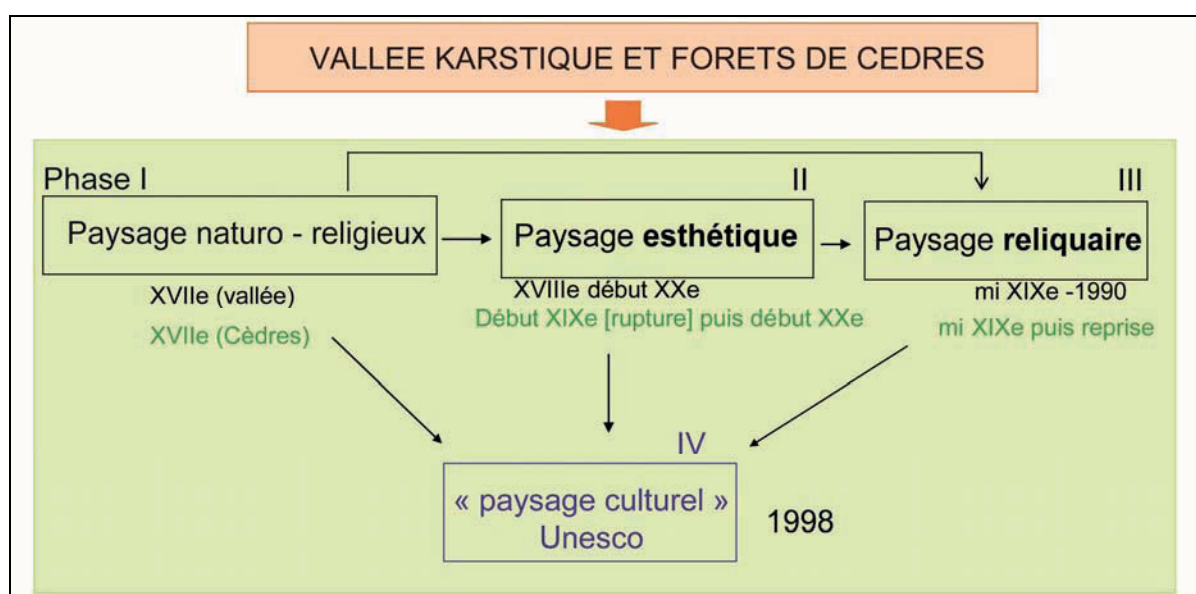 VALLEE KARSTIQUE ET FORETS DE CEDRES
Phase I
Paysage naturo - religieux
XVIIe (vallée)
XVIIe (Cèdres)
II
Paysage esthétique
XVIIIe début XXe
Début XIXe [rupture] puis début XXe
III
Paysage reliquaire
mi XIXe -1990
mi XIXe puis reprise
IV
« paysage culturel »
Unesco
1998